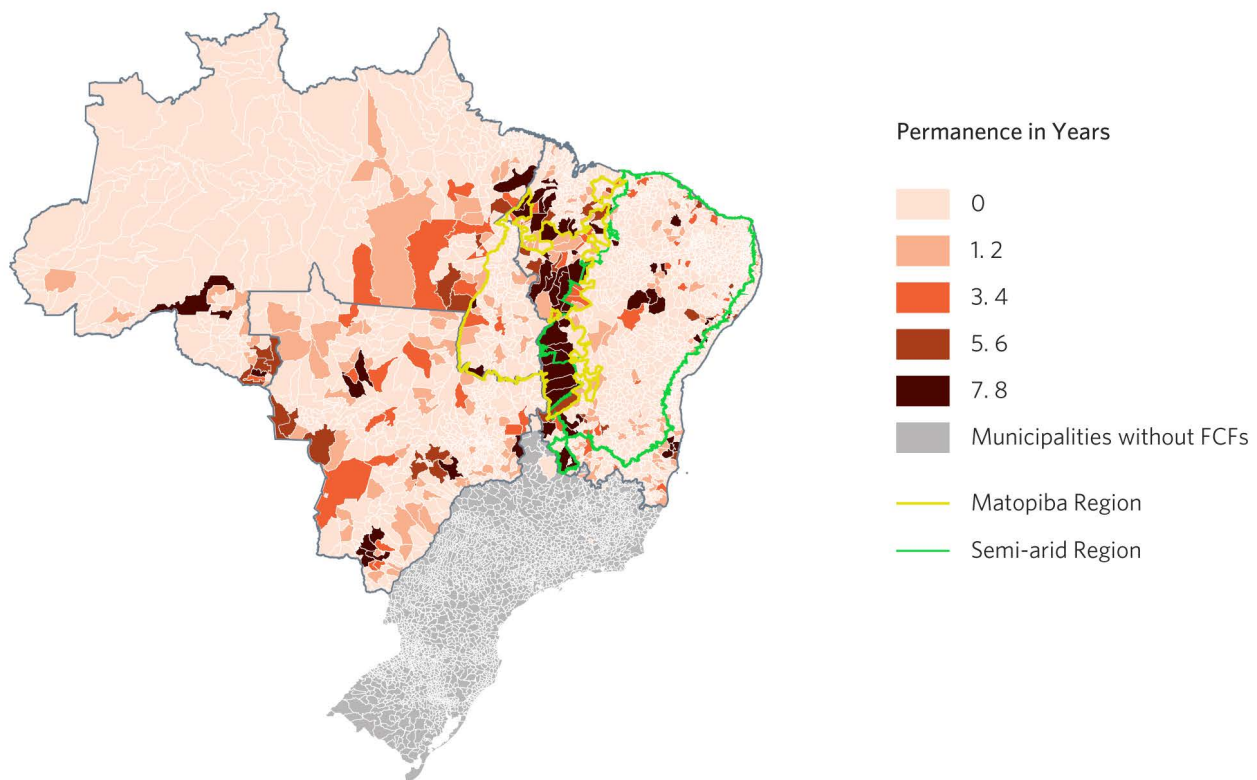 Permanence in Years
0
1. 2
3. 4
5. 6
7. 8
Municipalities without FCFs
Matopiba Region
Semi-arid Region